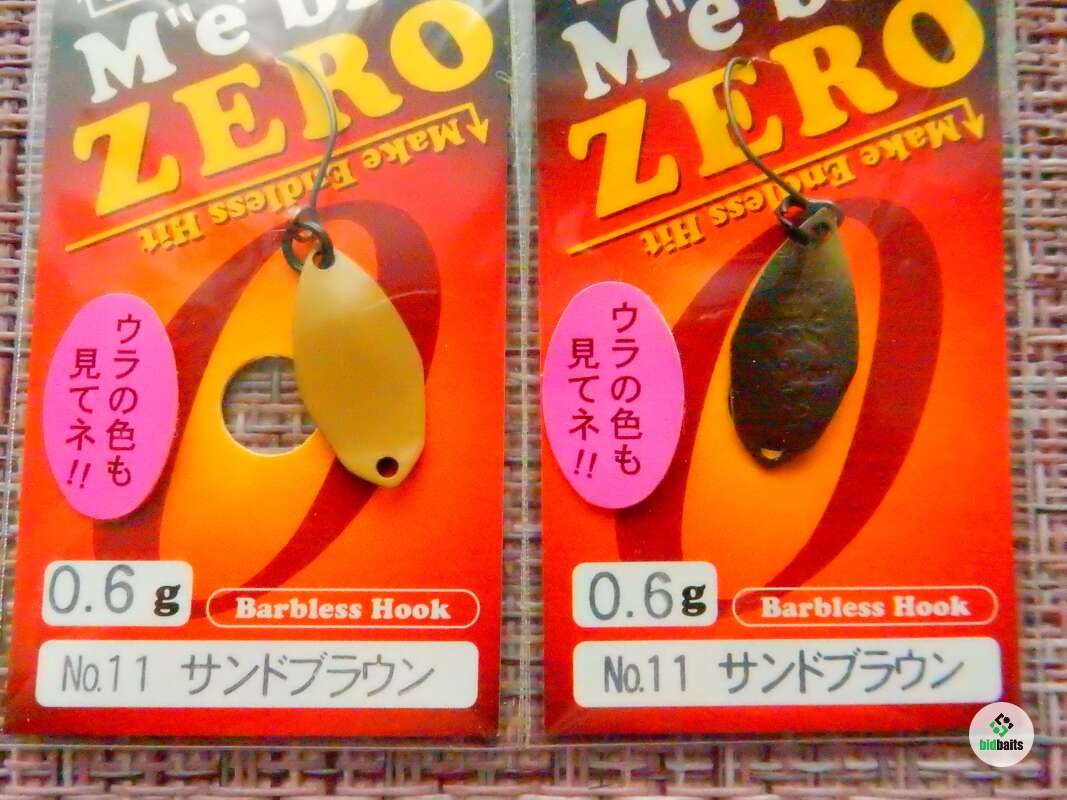 M"e
ZERO
Make Endless Hit
ウラの色も
見てネ!!
0.6 g
Barbless Hook
No.11 サンドブラウン
M"e
ZERO
Make Endless Hit
ウラの色も
見てネ!!
0.6 g
Barbless Hook
No.11 サンドブラウン
bidbaits